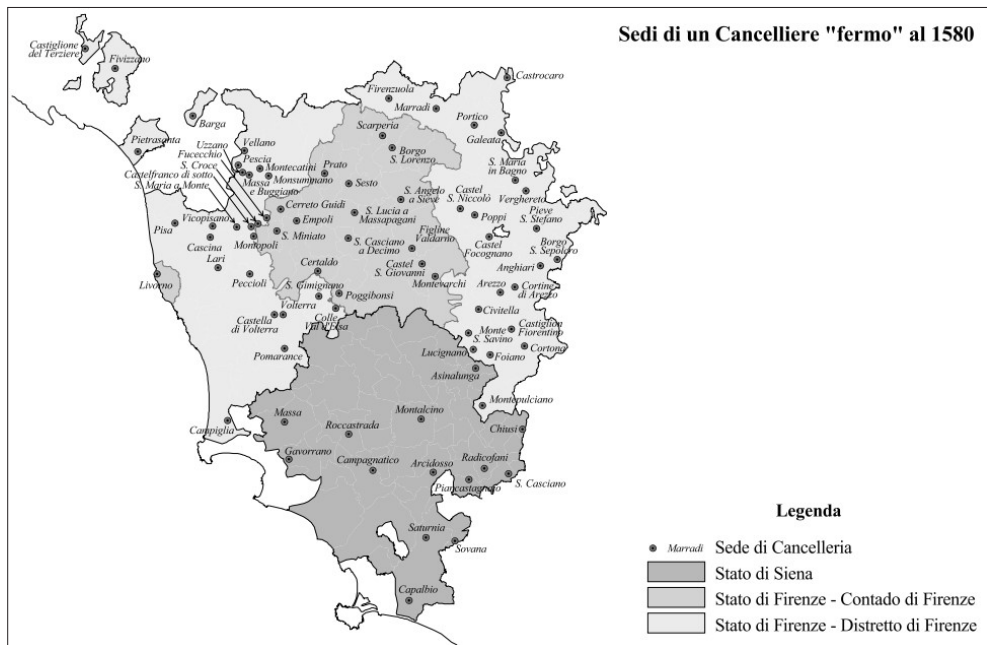 Sedi di un Cancelliere "fermo" al 1580
Castiglione
del Terziere
Fivizzano
Castrocaro
Firenzuola
Marradi
Portico
Barga
Scarperia
Galeata
Pietrasanta
Uzzano
Vellano
Borgo
S. Lorenzo
Fucecchio
Pescia
S. Croce
Montecatini
Prato
S. Maria
in Bagno
Castelfranco di sotto
Monsummano
S. Maria a Monte
Massa
e Buggiano
Sesto
S. Angelo
a Sieve
Castel
S. Niccolò
Verghereto
Cerreto Guidi
S. Lucia a
Massapagani
Poppi
Pieve
S. Stefano
Vicopisano
Empoli
Pisa
Figline
Valdarno
Cascina
Montopoli
S. Miniato
S. Casciano
a Decimo
Castel
Focognano
Borgo
S. Sepolcro
Lari
Certaldo
Castel
S. Giovanni
Anghiari
Livorno
Peccioli
S. Gimignano
Montevarchi
Arezzo
Cortine
di Arezzo
Poggibonsi
Volterra
Castella
di Volterra
Colle
Val d'Elsa
Civitella
Monte
S. Savino
Castiglion
Fiorentino
Pomarance
Lucignano
Foiano
Cortona
Asinalunga
Montepulciano
Massa
Montalcino
Campiglia
Roccastrada
Chiusi
Gavorrano
Campagnatico
Arcidosso
Radicofani
Piancastagnaio
S. Casciano
Saturnia
Sovana
Capalbio
Legenda
Marradi Sede di Cancelleria
Stato di Siena
Stato di Firenze - Contado di Firenze
Stato di Firenze - Distretto di Firenze